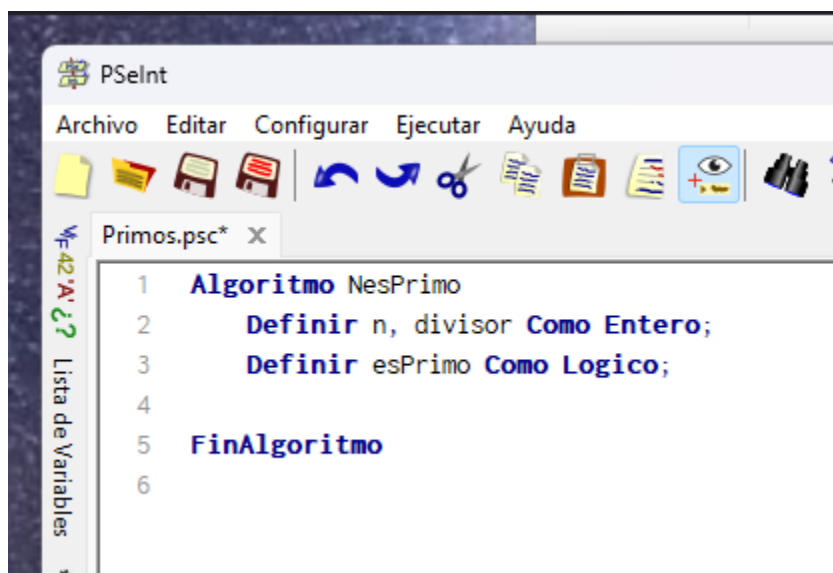 PSeInt
Archivo Editar Configurar Ejecutar Ayuda
Primos.psc*
1 Algoritmo NesPrimo
2 Definir n, divisor Como Entero;
3 Definir esPrimo Como Logico;
4
5 FinAlgoritmo
6
42 'A' ¿? Lista de Variables